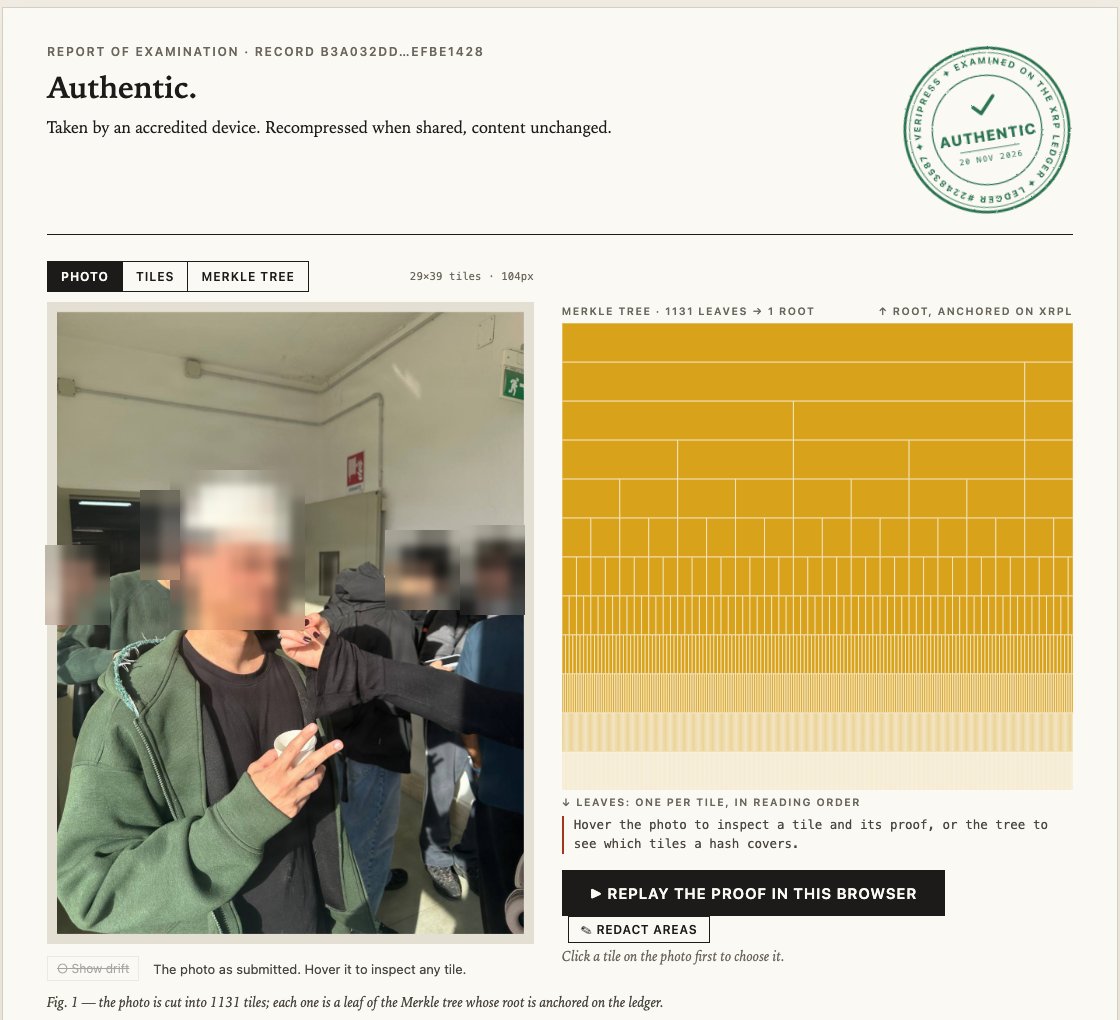 REPORT OF EXAMINATION · RECORD B3A032DD…EFBE1428
Authentic.
Taken by an accredited device. Recompressed when shared, content unchanged.
VERIPRESS ✦ EXAMINED ON THE XRP LEDGER ✦ LEDGER #22483587 ✦
AUTHENTIC
20 NOV 2026
PHOTO
TILES
MERKLE TREE
29×39 tiles · 104px
MERKLE TREE · 1131 LEAVES → 1 ROOT
↑ ROOT, ANCHORED ON XRPL
↓ LEAVES: ONE PER TILE, IN READING ORDER
Hover the photo to inspect a tile and its proof, or the tree to
see which tiles a hash covers.
▶ REPLAY THE PROOF IN THIS BROWSER
✎ REDACT AREAS
Click a tile on the photo first to choose it.
Show drift
The photo as submitted. Hover it to inspect any tile.
Fig. 1 — the photo is cut into 1131 tiles; each one is a leaf of the Merkle tree whose root is anchored on the ledger.